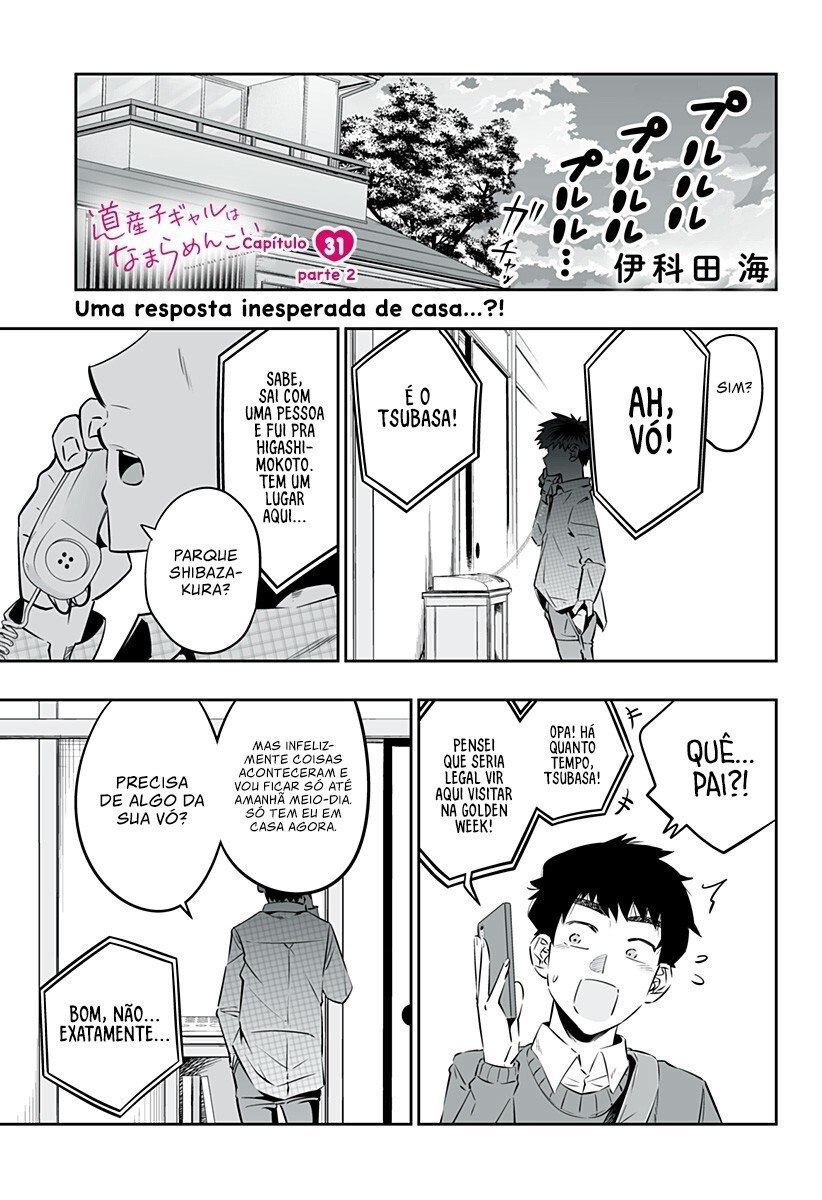 プルルルル
プルルルル
プルルル…
ガチャッ
道産子ギャルは
なまらめんこい
Capítulo 31
parte 2
伊科田 海
Uma resposta inesperada de casa...?!
SIM?
AH,
VÓ!
É O
TSUBASA!
SABE,
SAI COM
UMA PESSOA
E FUI PRA
HIGASHI-
MOKOTO.
TEM UM
LUGAR
AQUI...
PARQUE
SHIBAZA-
KURA?
QUÊ...
PAI?!
OPA! HÁ
QUANTO
TEMPO,
TSUBASA!
PENSEI
QUE SERIA
LEGAL VIR
AQUI VISITAR
NA GOLDEN
WEEK!
MAS INFELIZ-
MENTE COISAS
ACONTECERAM E
VOU FICAR SÓ ATÉ
AMANHÃ MEIO-DIA.
SÓ TEM EU EM
CASA AGORA.
PRECISA
DE ALGO DA
SUA VÓ?
BOM, NÃO...
EXATAMENTE...